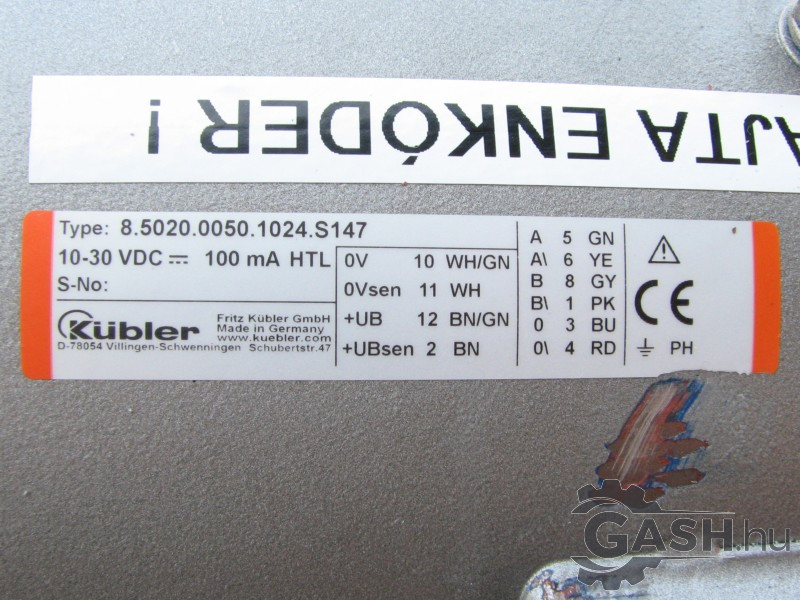 AJTA ENKÓDER !
Type: 8.5020.0050.1024.S147
10-30 VDC ⎓ 100 mA HTL
S-No:
Kübler
Fritz Kübler GmbH
Made in Germany
www.kuebler.com
D-78054 Villingen-Schwenningen Schubertstr.47
0V 10 WH/GN
0Vsen 11 WH
+UB 12 BN/GN
+UBsen 2 BN
A 5 GN
A\ 6 YE
B 8 GY
B\ 1 PK
0 3 BU
0\ 4 RD
CE
⏚ PH
GASH.hu